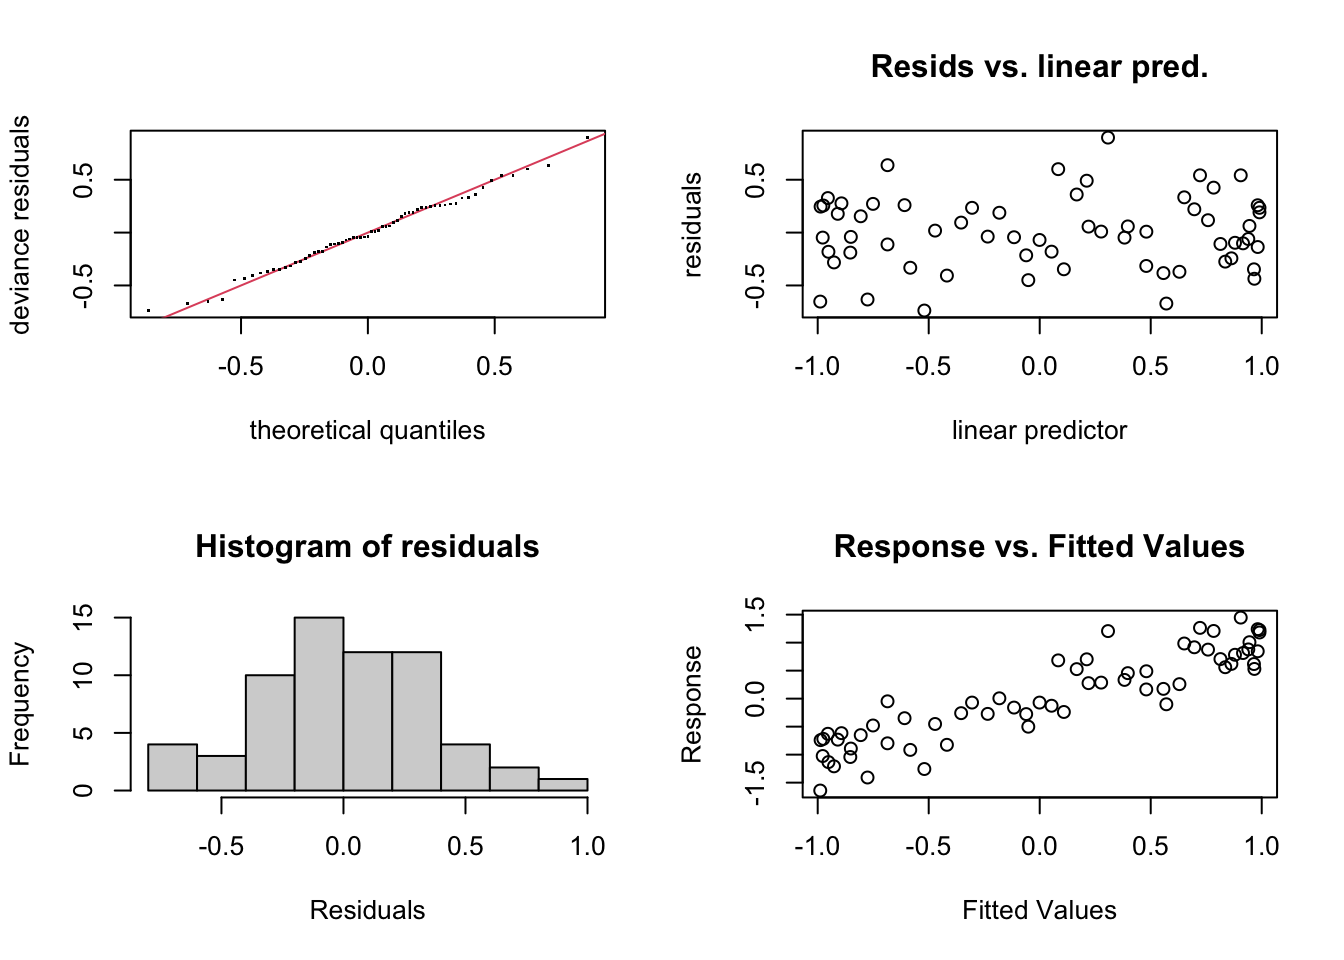 deviance residuals
0.5
-0.5
-0.5 0.0 0.5
theoretical quantiles
Resids vs. linear pred.
residuals
0.5
-0.5
-1.0 -0.5 0.0 0.5 1.0
linear predictor
Histogram of residuals
Frequency
15
10
5
0
-0.5 0.0 0.5 1.0
Residuals
Response vs. Fitted Values
Response
1.5
0.0
-1.5
-1.0 -0.5 0.0 0.5 1.0
Fitted Values